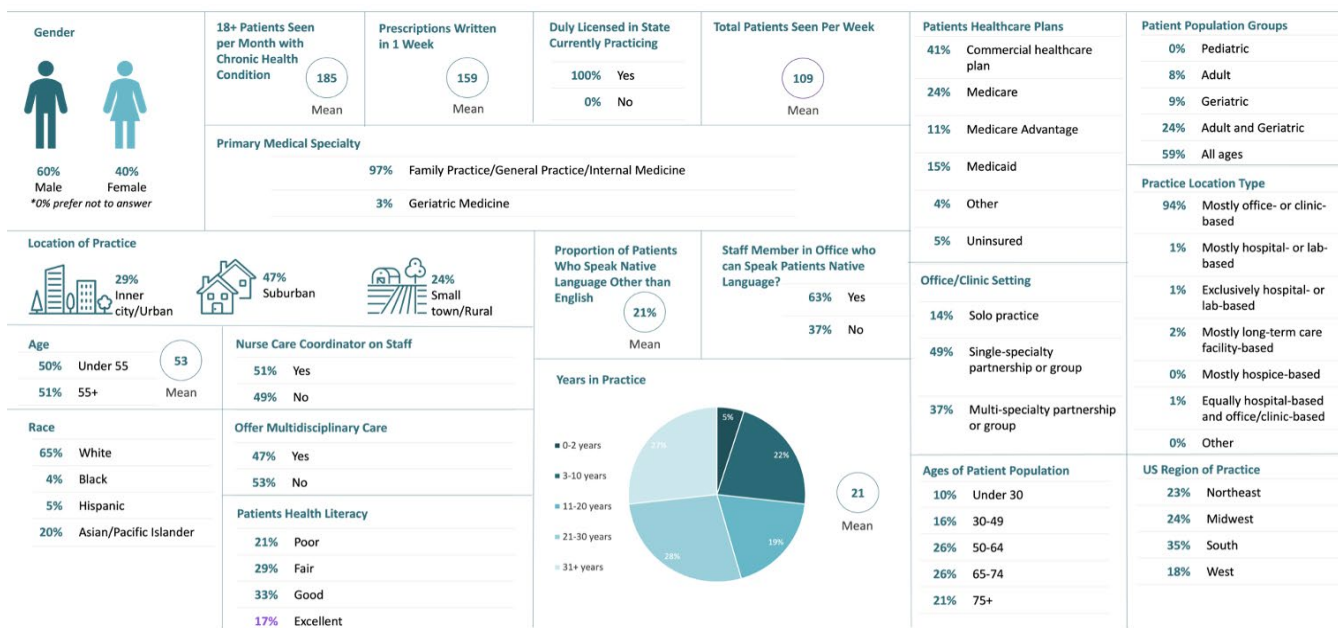 Gender
60%
Male
40%
Female
*0% prefer not to answer
18+ Patients Seen
per Month with
Chronic Health
Condition
185
Mean
Prescriptions Written
in 1 Week
159
Mean
Duly Licensed in State
Currently Practicing
100% Yes
0% No
Total Patients Seen Per Week
109
Mean
Primary Medical Specialty
97% Family Practice/General Practice/Internal Medicine
3% Geriatric Medicine
Location of Practice
29%
Inner
city/Urban
47%
Suburban
24%
Small
town/Rural
Proportion of Patients
Who Speak Native
Language Other than
English
21%
Mean
Staff Member in Office who
can Speak Patients Native
Language?
63% Yes
37% No
Age
50% Under 55
51% 55+
53
Mean
Race
65% White
4% Black
5% Hispanic
20% Asian/Pacific Islander
Nurse Care Coordinator on Staff
51% Yes
49% No
Offer Multidisciplinary Care
47% Yes
53% No
Patients Health Literacy
21% Poor
29% Fair
33% Good
17% Excellent
Years in Practice
0-2 years
3-10 years
11-20 years
21-30 years
31+ years
5%
22%
19%
28%
27%
21
Mean
Patients Healthcare Plans
41% Commercial healthcare
plan
24% Medicare
11% Medicare Advantage
15% Medicaid
4% Other
5% Uninsured
Office/Clinic Setting
14% Solo practice
49% Single-specialty
partnership or group
37% Multi-specialty partnership
or group
Ages of Patient Population
10% Under 30
16% 30-49
26% 50-64
26% 65-74
21% 75+
Patient Population Groups
0% Pediatric
8% Adult
9% Geriatric
24% Adult and Geriatric
59% All ages
Practice Location Type
94% Mostly office- or clinic-
based
1% Mostly hospital- or lab-
based
1% Exclusively hospital- or
lab-based
2% Mostly long-term care
facility-based
0% Mostly hospice-based
1% Equally hospital-based
and office/clinic-based
0% Other
US Region of Practice
23% Northeast
24% Midwest
35% South
18% West